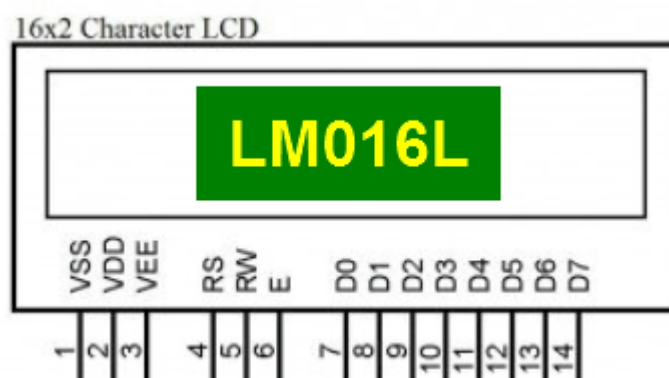 16x2 Character LCD
LM016L
VSS VDD VEE RS RW E D0 D1 D2 D3 D4 D5 D6 D7
1 2 3 4 5 6 7 8 9 10 11 12 13 14